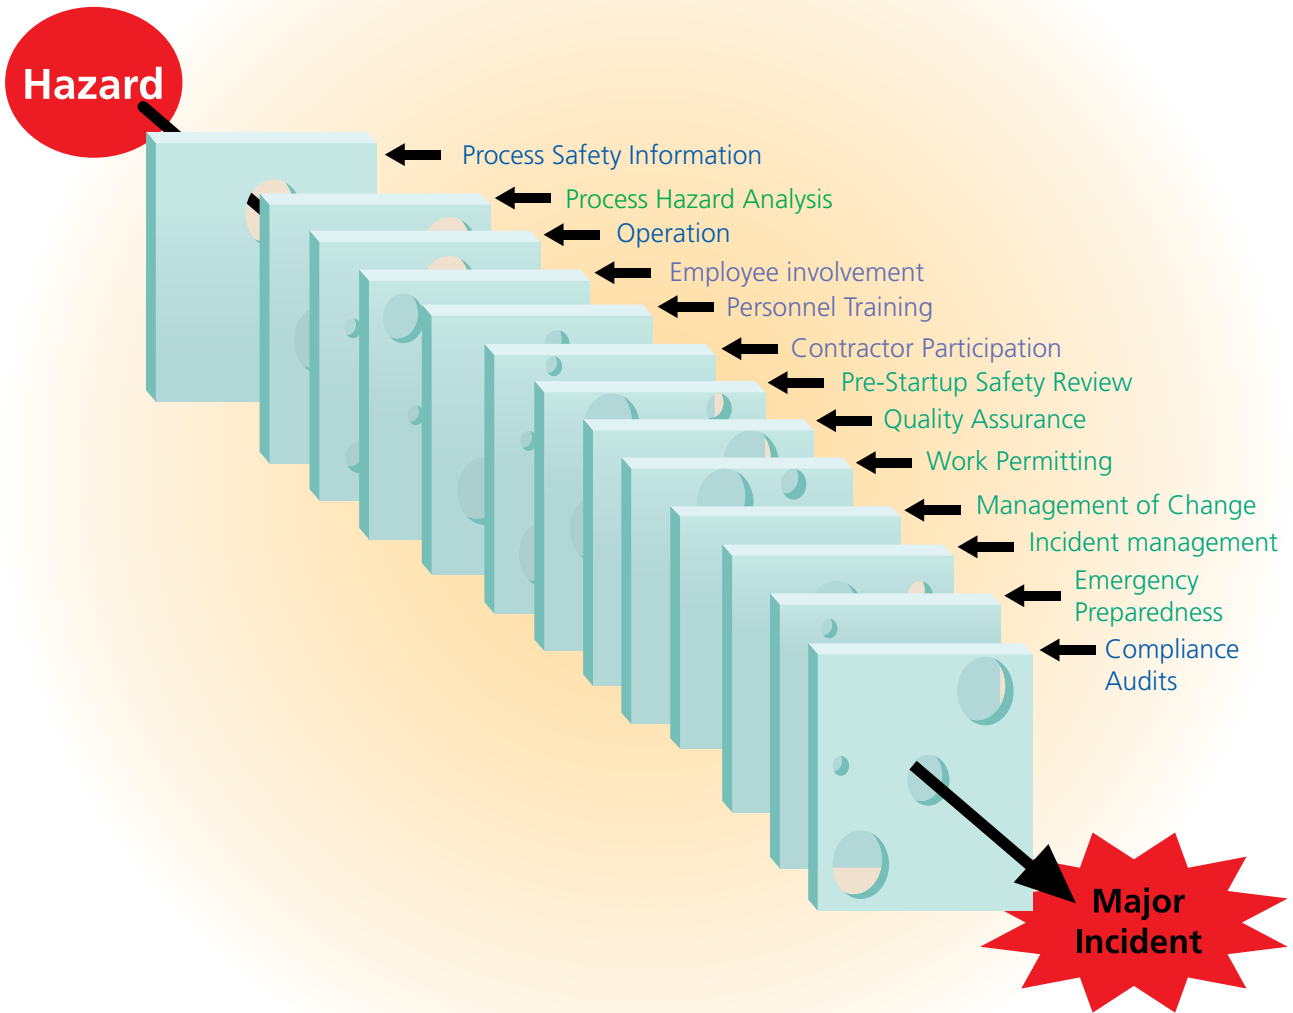 Hazard
Process Safety Information
Process Hazard Analysis
Operation
Employee involvement
Personnel Training
Contractor Participation
Pre-Startup Safety Review
Quality Assurance
Work Permitting
Management of Change
Incident management
Emergency
Preparedness
Compliance
Audits
Major
Incident